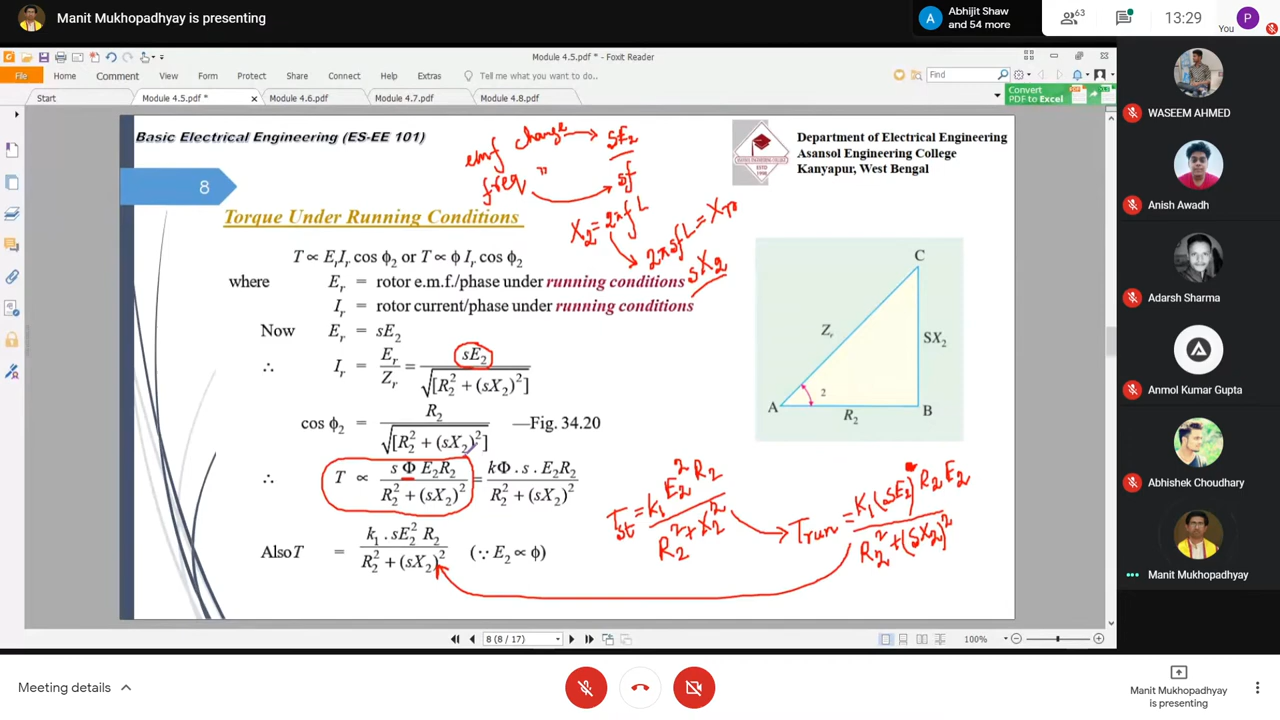 Manit Mukhopadhyay is presenting
Abhijit Shaw
and 54 more
63
13:29
You
A
P
Module 4.5.pdf * - Foxit Reader
File Home Comment View Form Protect Share Connect Help Extras Tell me what you want to do... Find
Start Module 4.5.pdf * Module 4.6.pdf Module 4.7.pdf Module 4.8.pdf
Convert
PDF to Excel
Basic Electrical Engineering (ES-EE 101)
Department of Electrical Engineering
Asansol Engineering College
Kanyapur, West Bengal
8
emf change → sE₂
freq " → sf
X₂ = 2πfL
2πsfL = Xr
sX₂
Torque Under Running Conditions
T ∝ EᵣIᵣ cos ϕ₂ or T ∝ ϕ Iᵣ cos ϕ₂
where Eᵣ = rotor e.m.f./phase under running conditions
Iᵣ = rotor current/phase under running conditions
Now Eᵣ = sE₂
∴ Iᵣ = Eᵣ/Zᵣ = sE₂/√[R₂² + (sX₂)²]
cos ϕ₂ = R₂/√[R₂² + (sX₂)²] —Fig. 34.20
∴ T ∝ s Φ E₂R₂/R₂² + (sX₂)² = kΦ . s . E₂R₂/R₂² + (sX₂)²
Also T = k₁ . sE₂² R₂/R₂² + (sX₂)² (∵ E₂ ∝ ϕ)
Tst = k₁ E₂² R₂/R₂² + X₂² → Trun = K₁(sE₂) R₂ E₂/R₂² + (sX₂)²
C
Zᵣ
SX₂
2
A
R₂
B
8 (8 / 17)
100%
WASEEM AHMED
Anish Awadh
Adarsh Sharma
Anmol Kumar Gupta
Abhishek Choudhary
Manit Mukhopadhyay
Meeting details
Manit Mukhopadhyay
is presenting